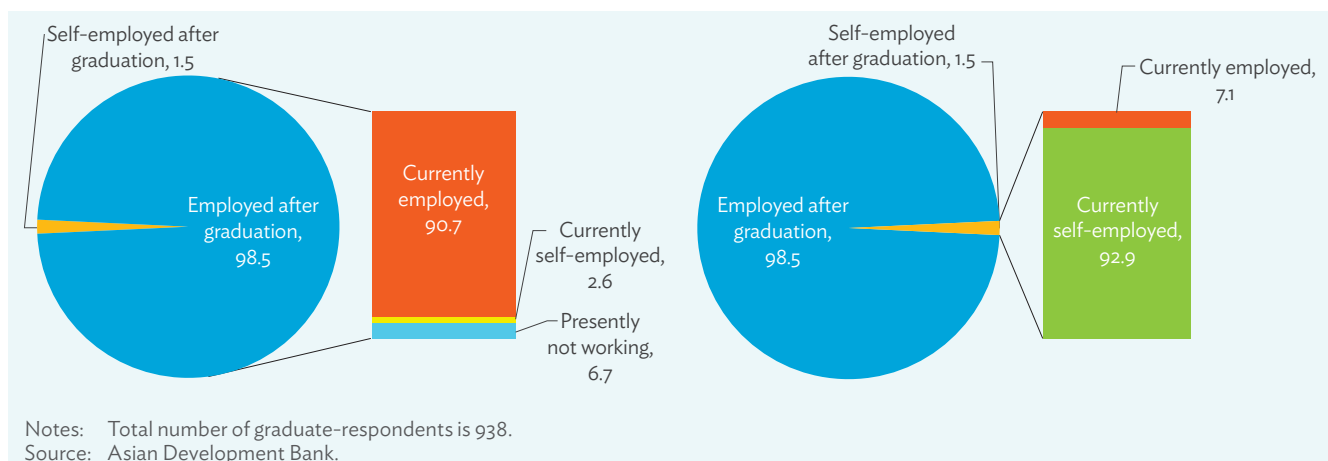 Self-employed after
graduation, 1.5
Employed after
graduation,
98.5
Currently
employed,
90.7
Currently
self-employed,
2.6
Presently
not working,
6.7
Self-employed
after graduation, 1.5
Employed after
graduation,
98.5
Currently employed,
7.1
Currently
self-employed,
92.9
Notes: Total number of graduate-respondents is 938.
Source: Asian Development Bank.